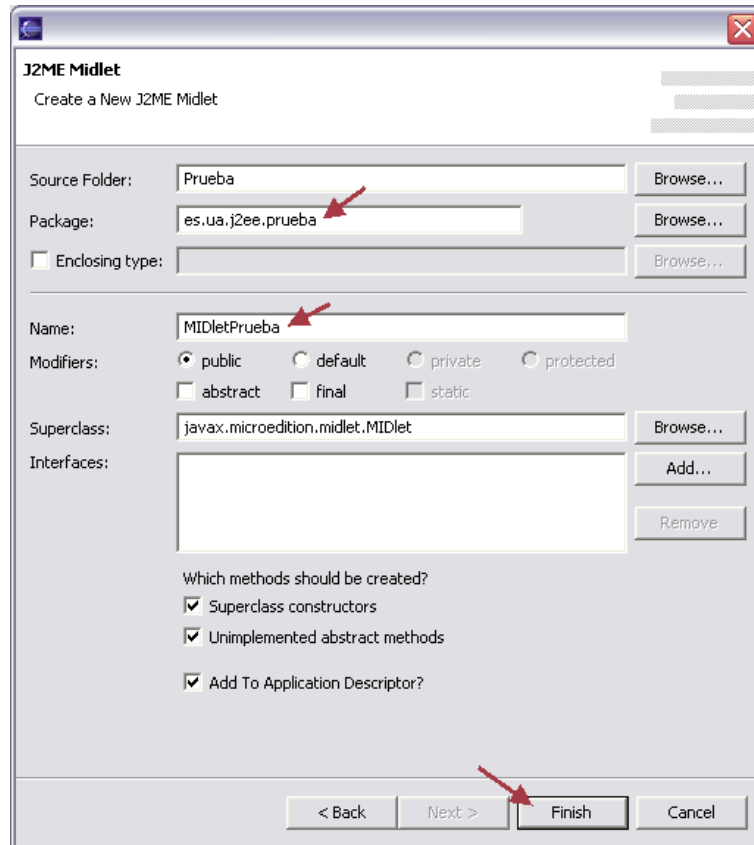 J2ME Midlet
Create a New J2ME Midlet
Source Folder: Prueba Browse...
Package: es.ua.j2ee.prueba Browse...
Enclosing type: Browse...
Name: MIDletPrueba
Modifiers: public default private protected
abstract final static
Superclass: javax.microedition.midlet.MIDlet Browse...
Interfaces: Add...
Remove
Which methods should be created?
Superclass constructors
Unimplemented abstract methods
Add To Application Descriptor?
< Back Next > Finish Cancel